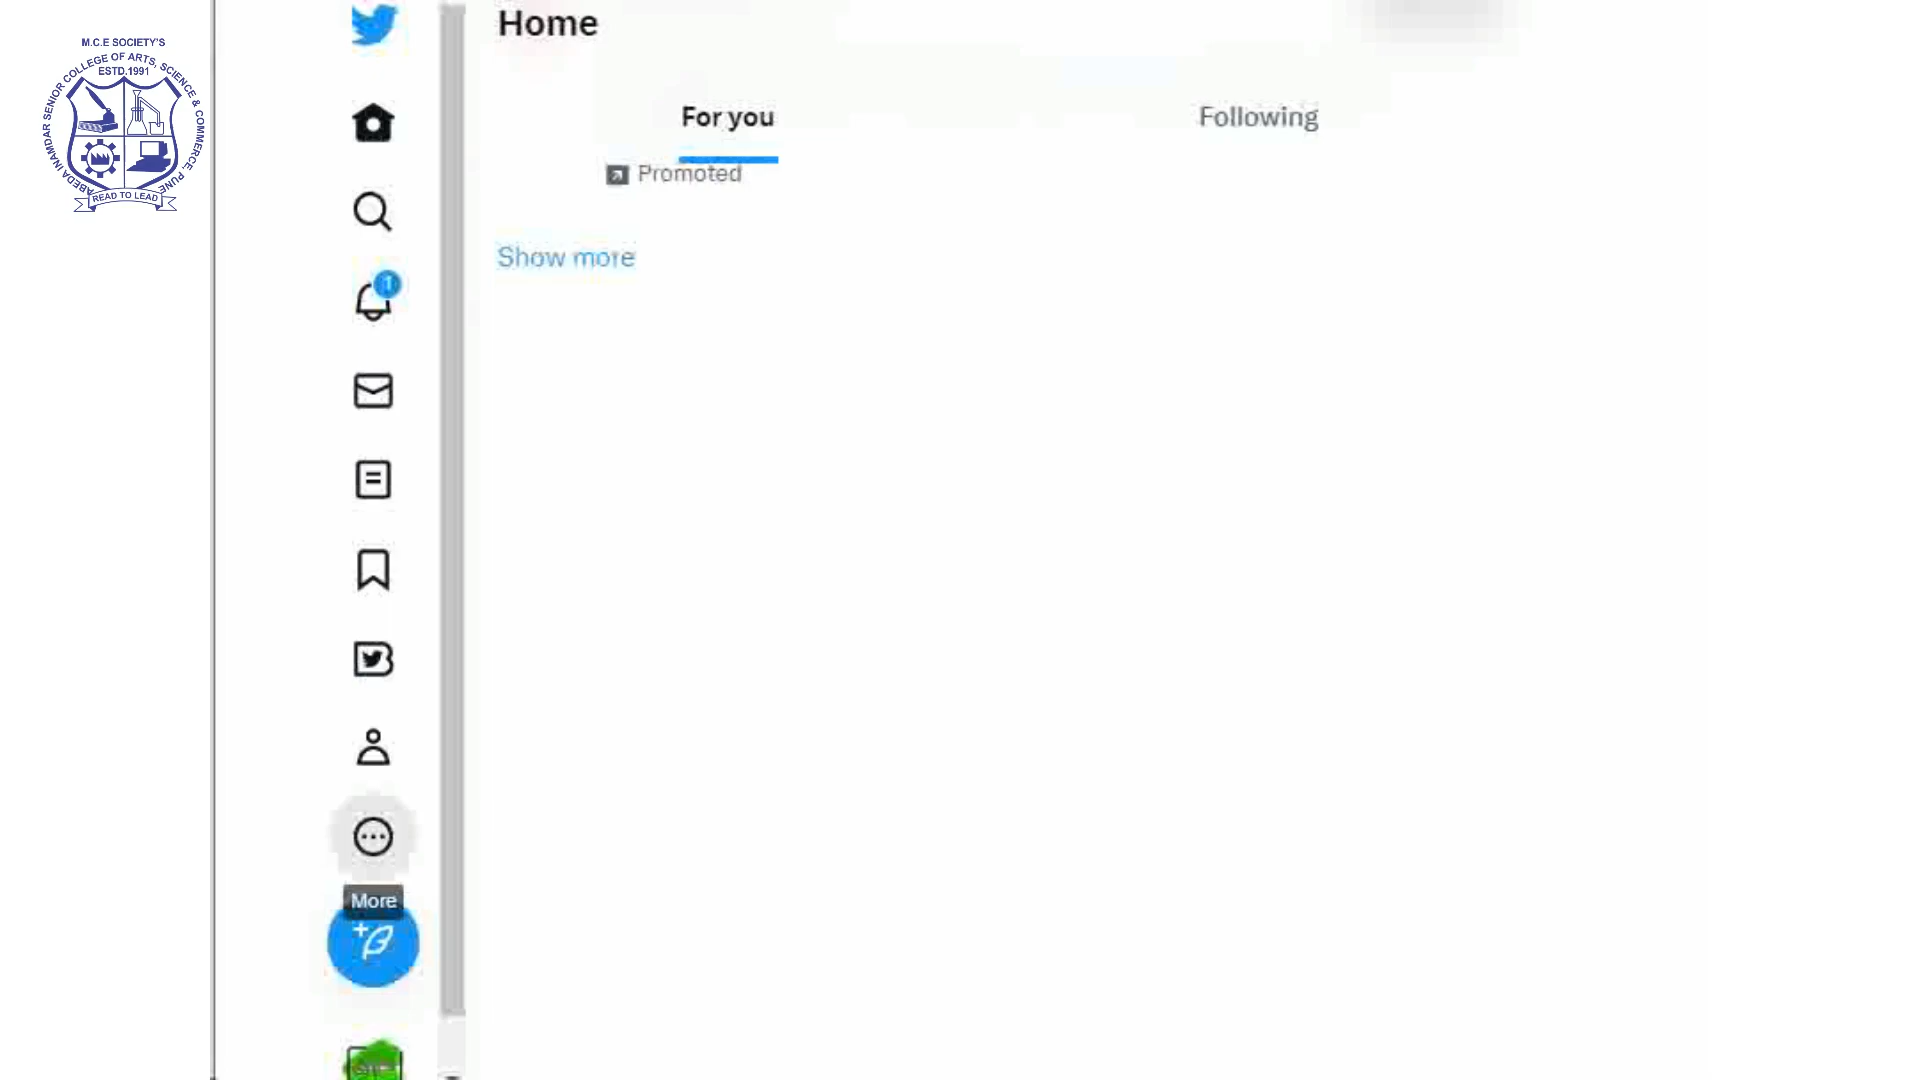 M.C.E SOCIETY'S
ABEDA INAMDAR SENIOR COLLEGE OF ARTS, SCIENCE & COMMERCE, PUNE
ESTD.1991
READ TO LEAD
Home
For you
Following
Promoted
Show more
1
More